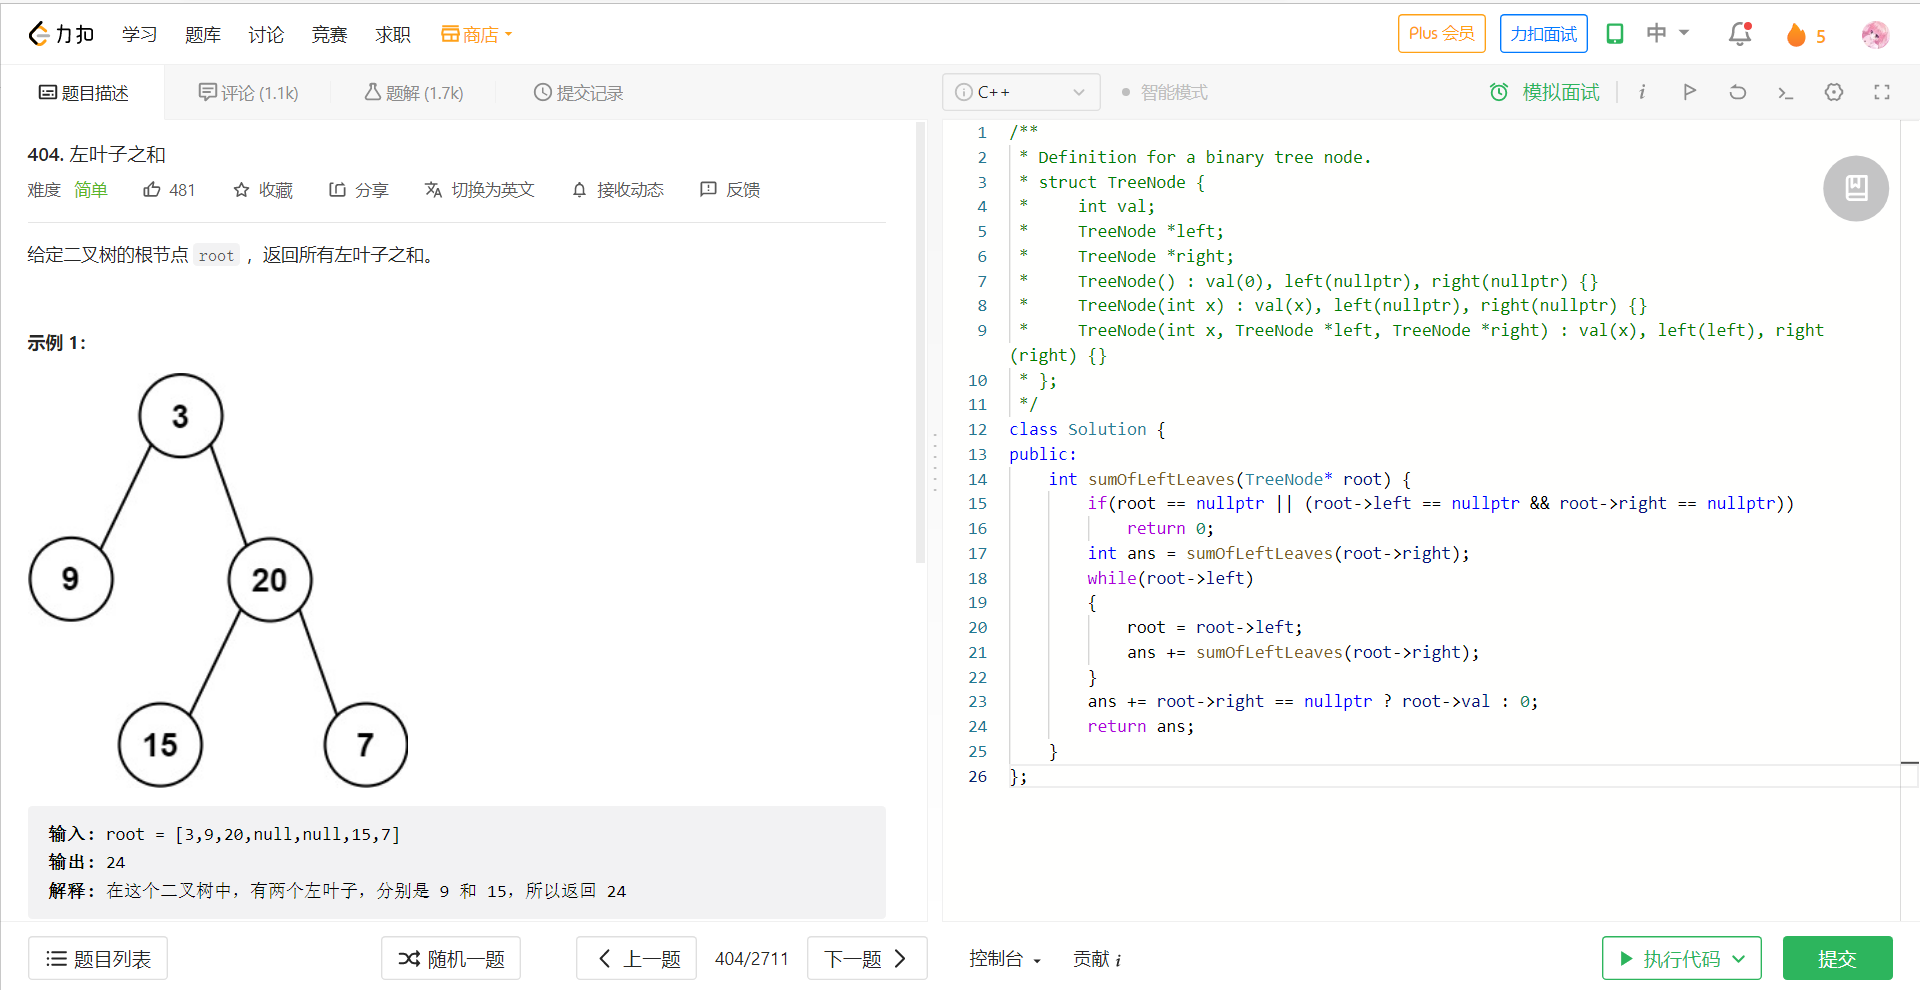 力扣 学习 题库 讨论 竞赛 求职 商店 Plus 会员 力扣面试 中 5
题目描述 评论 (1.1k) 题解 (1.7k) 提交记录
404. 左叶子之和
难度 简单 481 收藏 分享 切换为英文 接收动态 反馈
给定二叉树的根节点 root ，返回所有左叶子之和。
示例 1：
3
9 20
15 7
输入: root = [3,9,20,null,null,15,7]
输出: 24
解释: 在这个二叉树中，有两个左叶子，分别是 9 和 15，所以返回 24
题目列表 随机一题 上一题 404/2711 下一题
C++ 智能模式 模拟面试 i
1 /**
2  * Definition for a binary tree node.
3  * struct TreeNode {
4  *     int val;
5  *     TreeNode *left;
6  *     TreeNode *right;
7  *     TreeNode() : val(0), left(nullptr), right(nullptr) {}
8  *     TreeNode(int x) : val(x), left(nullptr), right(nullptr) {}
9  *     TreeNode(int x, TreeNode *left, TreeNode *right) : val(x), left(left), right
(right) {}
10  * };
11  */
12 class Solution {
13 public:
14     int sumOfLeftLeaves(TreeNode* root) {
15         if(root == nullptr || (root->left == nullptr && root->right == nullptr))
16             return 0;
17         int ans = sumOfLeftLeaves(root->right);
18         while(root->left)
19         {
20             root = root->left;
21             ans += sumOfLeftLeaves(root->right);
22         }
23         ans += root->right == nullptr ? root->val : 0;
24         return ans;
25     }
26 };
控制台 贡献 i 执行代码 提交